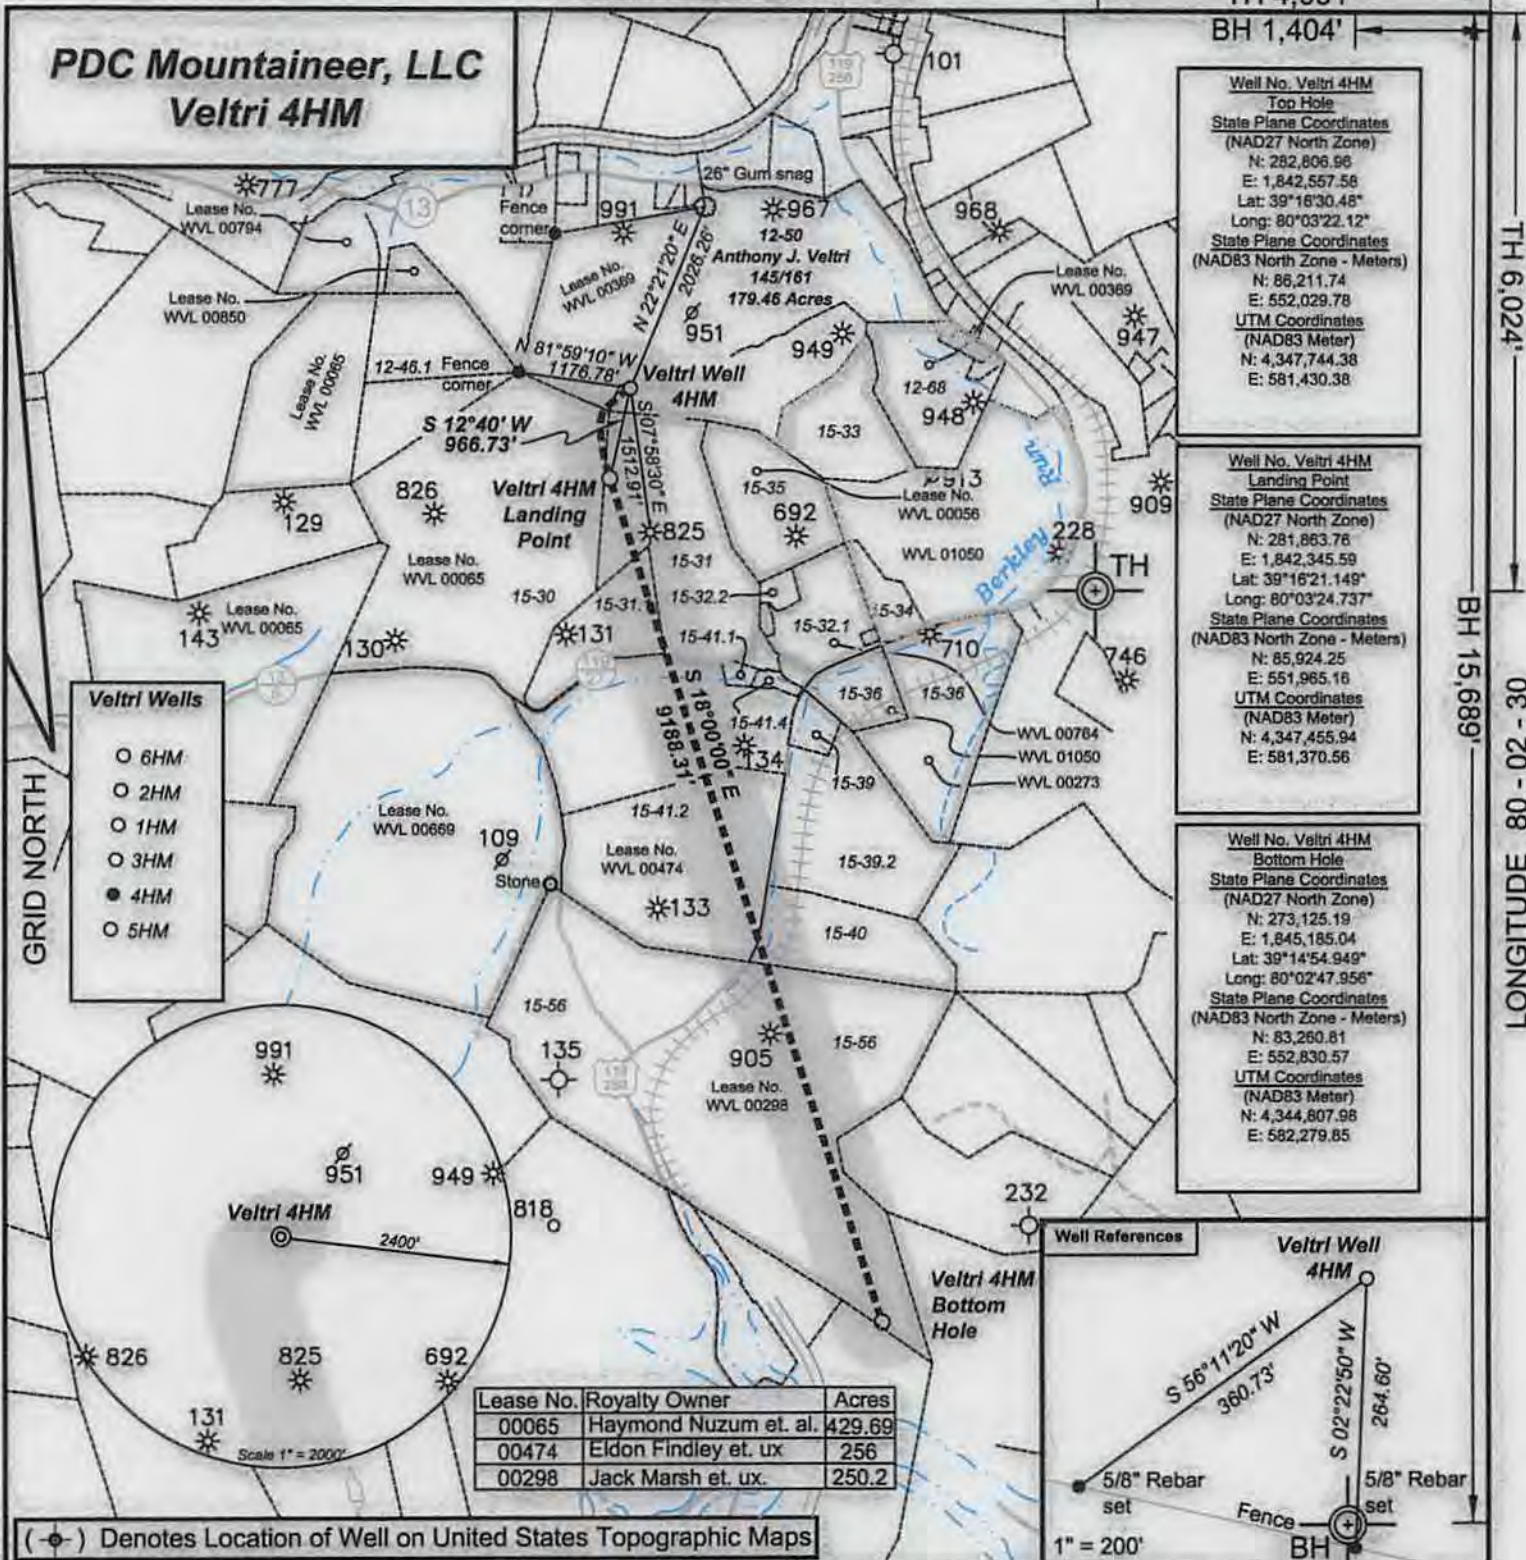 BH 1,404'
PDC Mountaineer, LLC
Veltri 4HM
101
119
250
777
Lease No.
WVL 00794
13
Fence
corner
991
26" Gum snag
967
968
12-50
Anthony J. Veltri
145/161
179.46 Acres
N 22°21'20" E
2026.26'
Lease No.
WVL 00369
Lease No.
WVL 00369
Lease No.
WVL 00850
951
949
947
Lease No.
WVL 00065
12-46.1
Fence
corner
N 81°59'10" W
1176.78'
Veltri Well
4HM
12-68
948
S 12°40' W
966.73'
S 07°58'30" E
1512.91'
15-33
Run
826
129
Veltri 4HM
Landing
Point
15-35
913
Lease No.
WVL 00056
909
692
825
228
WVL 01050
Berkley
TH
Lease No.
WVL 00065
15-31
15-30
15-31.1
15-32.2
15-34
15-32.1
143
Lease No.
WVL 00065
130
131
15-41.1
710
746
15-36
15-36
S 18°00'00" E
9188.31'
15-41.4
134
15-39
WVL 00764
WVL 01050
WVL 00273
Veltri Wells
6HM
2HM
1HM
3HM
4HM
5HM
GRID NORTH
Lease No.
WVL 00669
109
Stone
15-41.2
Lease No.
WVL 00474
133
15-39.2
15-40
15-56
135
119
250
905
Lease No.
WVL 00298
15-56
818
232
Veltri 4HM
Bottom
Hole
991
951
949
Veltri 4HM
2400'
826
825
692
131
Scale 1" = 2000'
Well No. Veltri 4HM
Top Hole
State Plane Coordinates
(NAD27 North Zone)
N: 282,806.96
E: 1,842,557.58
Lat: 39°16'30.48"
Long: 80°03'22.12"
State Plane Coordinates
(NAD83 North Zone - Meters)
N: 86,211.74
E: 552,029.78
UTM Coordinates
(NAD83 Meter)
N: 4,347,744.38
E: 581,430.38
Well No. Veltri 4HM
Landing Point
State Plane Coordinates
(NAD27 North Zone)
N: 281,863.76
E: 1,842,345.59
Lat: 39°16'21.149"
Long: 80°03'24.737"
State Plane Coordinates
(NAD83 North Zone - Meters)
N: 85,924.25
E: 551,965.16
UTM Coordinates
(NAD83 Meter)
N: 4,347,455.94
E: 581,370.56
Well No. Veltri 4HM
Bottom Hole
State Plane Coordinates
(NAD27 North Zone)
N: 273,125.19
E: 1,845,185.04
Lat: 39°14'54.949"
Long: 80°02'47.956"
State Plane Coordinates
(NAD83 North Zone - Meters)
N: 83,260.81
E: 552,830.57
UTM Coordinates
(NAD83 Meter)
N: 4,344,807.98
E: 582,279.85
TH 6,024'
BH 15,689'
LONGITUDE 80 - 02 - 30
Lease No. Royalty Owner Acres
00065 Haymond Nuzum et. al. 429.69
00474 Eldon Findley et. ux 256
00298 Jack Marsh et. ux. 250.2
Well References
Veltri Well
4HM
S 56°11'20" W
360.73'
S 02°22'50" W
264.60'
5/8" Rebar
set
5/8" Rebar
set
Fence
1" = 200'
BH
( ) Denotes Location of Well on United States Topographic Maps